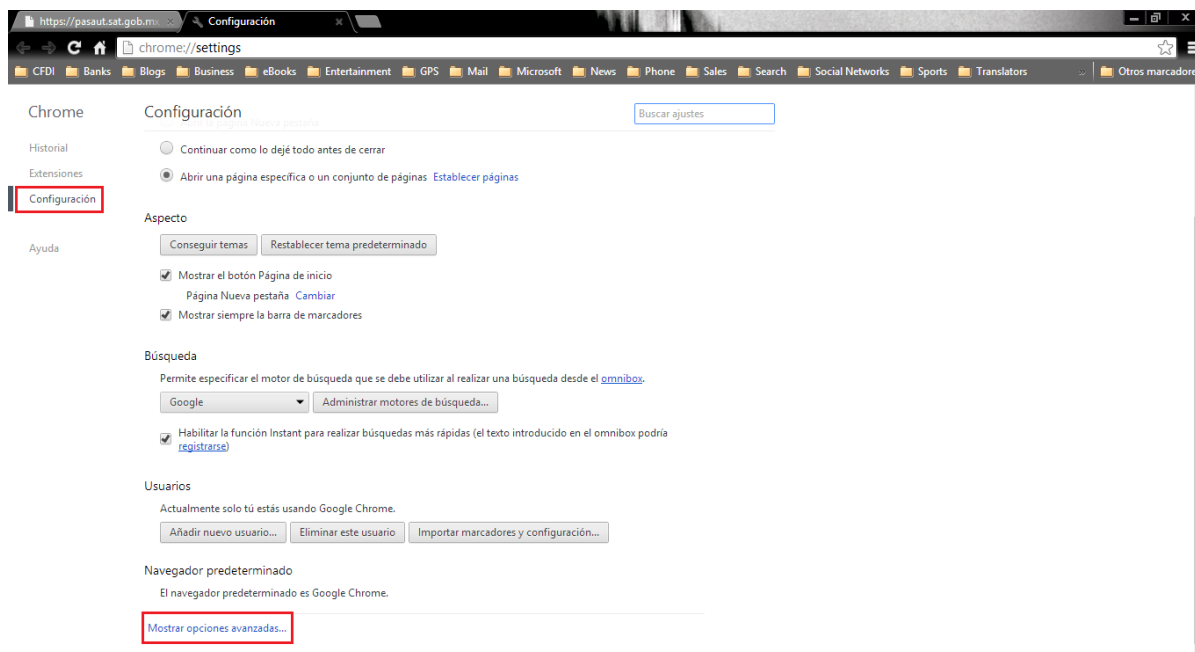 https://pasaut.sat.gob.mx
Configuración
chrome://settings
CFDI Banks Blogs Business eBooks Entertainment GPS Mail Microsoft News Phone Sales Search Social Networks Sports Translators Otros marcadore
Chrome
Configuración
Buscar ajustes
Historial
Extensiones
Configuración
Ayuda
Continuar como lo dejé todo antes de cerrar
Abrir una página específica o un conjunto de páginas Establecer páginas
Aspecto
Conseguir temas Restablecer tema predeterminado
Mostrar el botón Página de inicio
Página Nueva pestaña Cambiar
Mostrar siempre la barra de marcadores
Búsqueda
Permite especificar el motor de búsqueda que se debe utilizar al realizar una búsqueda desde el omnibox.
Google Administrar motores de búsqueda...
Habilitar la función Instant para realizar búsquedas más rápidas (el texto introducido en el omnibox podría
registrarse)
Usuarios
Actualmente solo tú estás usando Google Chrome.
Añadir nuevo usuario... Eliminar este usuario Importar marcadores y configuración...
Navegador predeterminado
El navegador predeterminado es Google Chrome.
Mostrar opciones avanzadas...